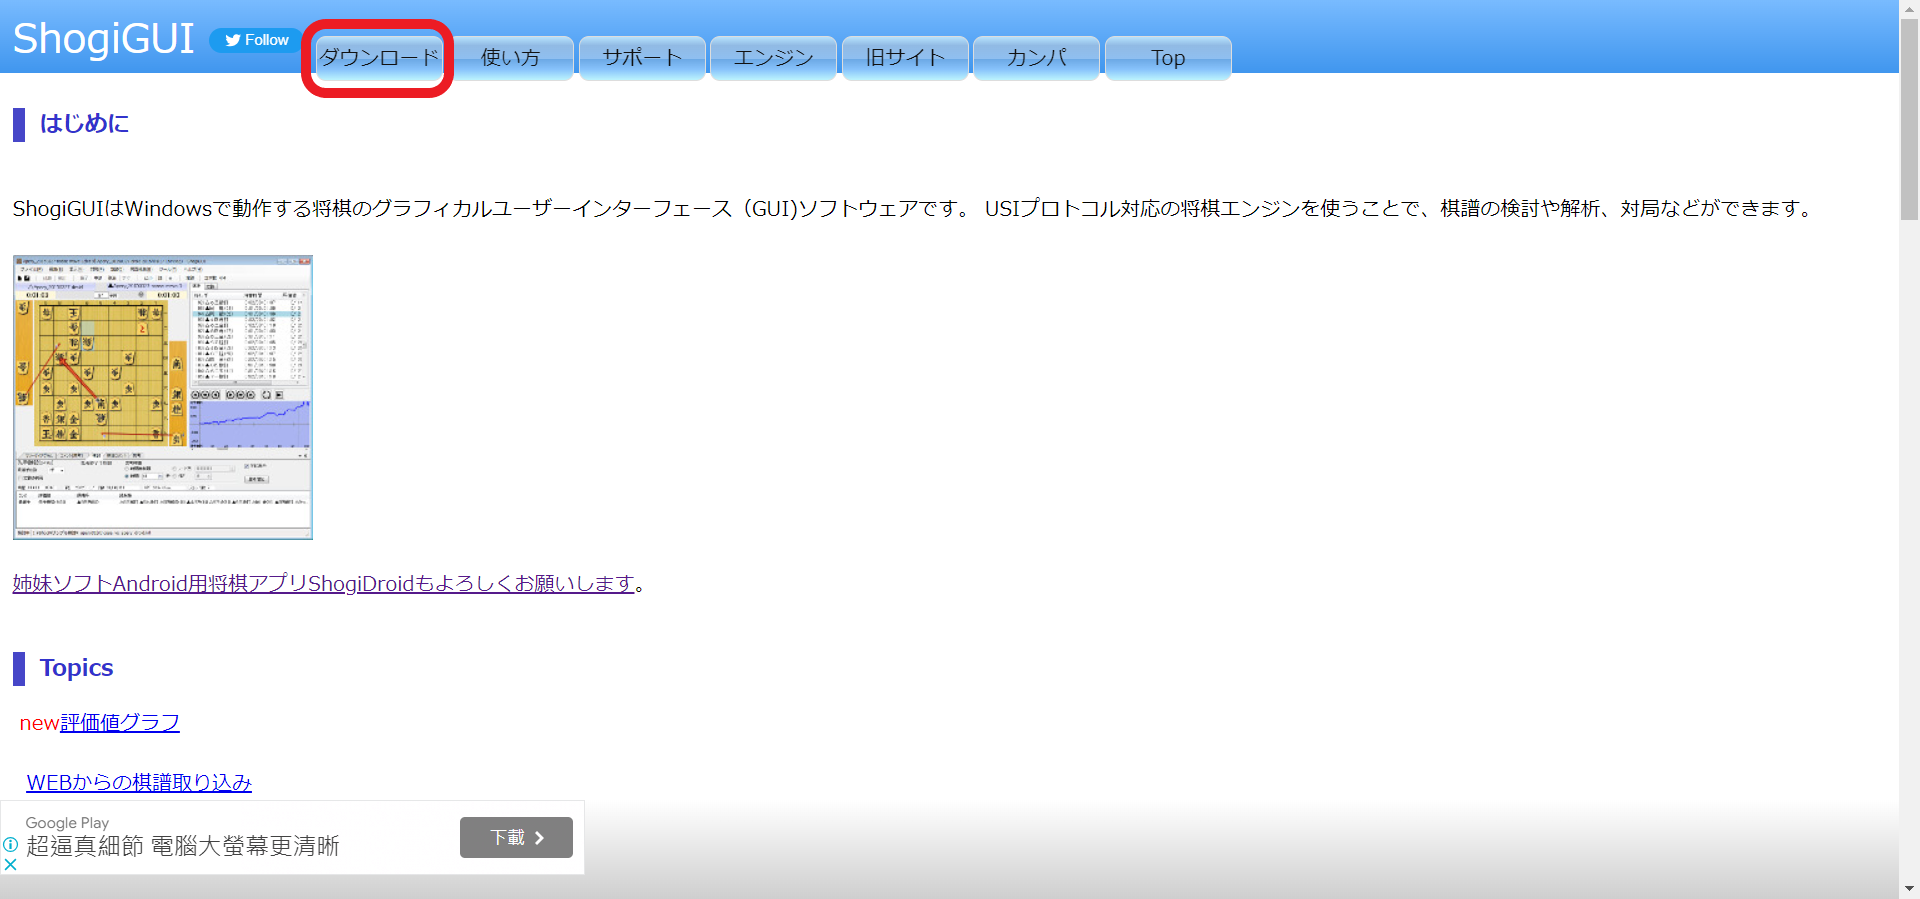 ShogiGUI
Follow
ダウンロード
使い方
サポート
エンジン
旧サイト
カンパ
Top
はじめに
ShogiGUIはWindowsで動作する将棋のグラフィカルユーザーインターフェース（GUI)ソフトウェアです。 USIプロトコル対応の将棋エンジンを使うことで、棋譜の検討や解析、対局などができます。
姉妹ソフトAndroid用将棋アプリShogiDroidもよろしくお願いします。
Topics
new評価値グラフ
WEBからの棋譜取り込み
Google Play
超逼真細節 電腦大螢幕更清晰
下載